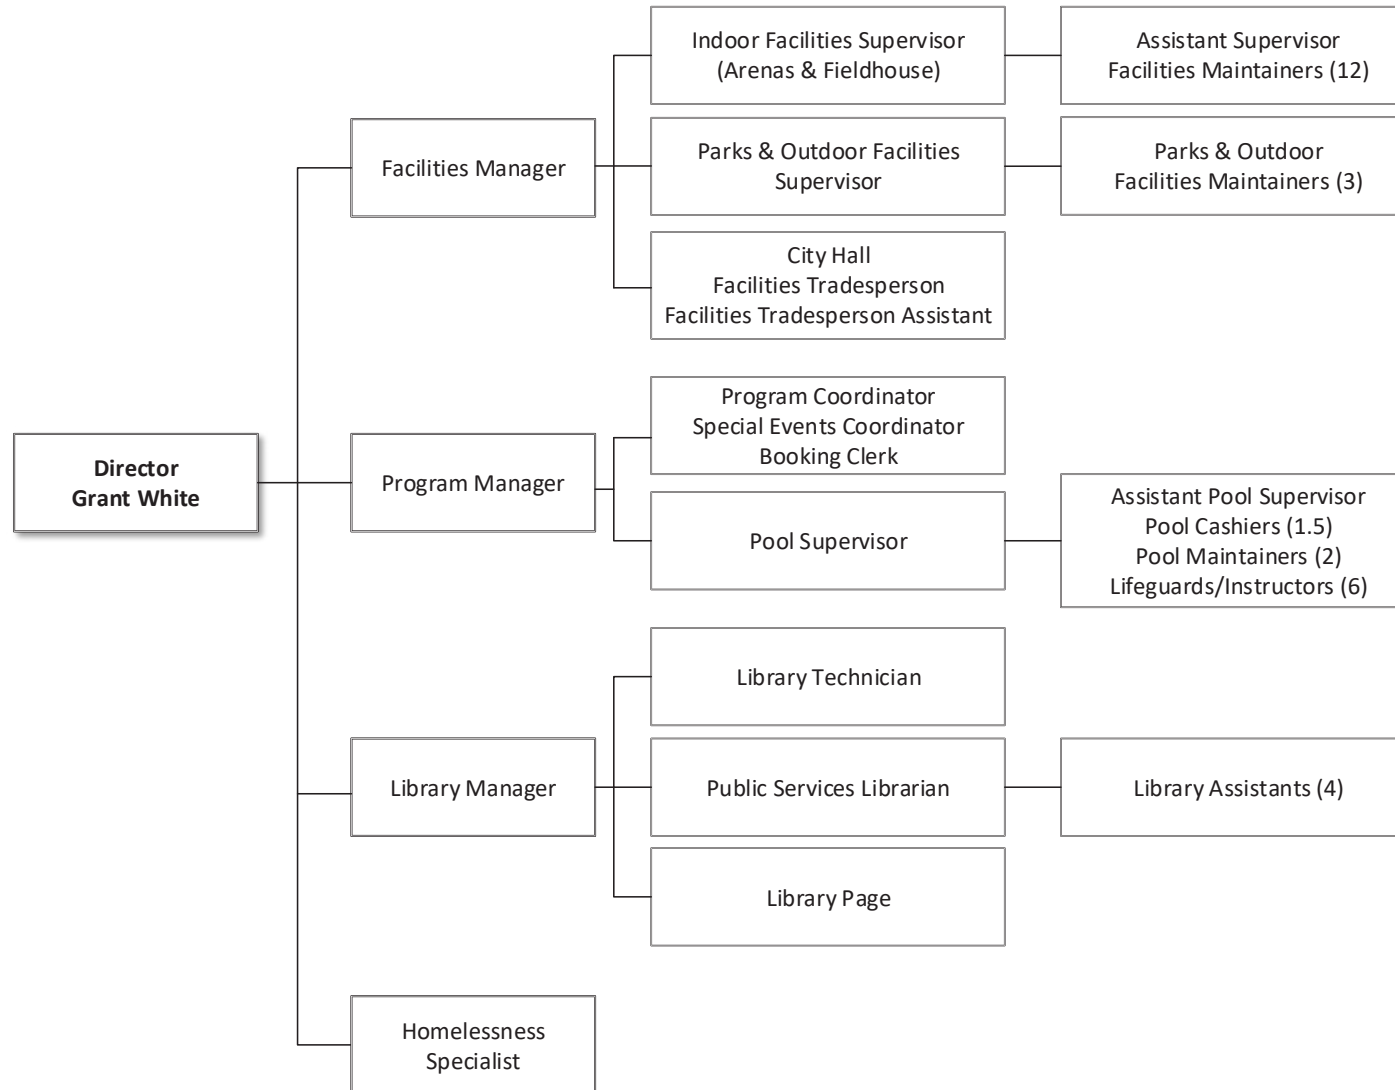 Indoor Facilities Supervisor
(Arenas & Fieldhouse)
Assistant Supervisor
Facilities Maintainers (12)
Facilities Manager
Parks & Outdoor Facilities
Supervisor
Parks & Outdoor
Facilities Maintainers (3)
City Hall
Facilities Tradesperson
Facilities Tradesperson Assistant
Director
Grant White
Program Manager
Program Coordinator
Special Events Coordinator
Booking Clerk
Pool Supervisor
Assistant Pool Supervisor
Pool Cashiers (1.5)
Pool Maintainers (2)
Lifeguards/Instructors (6)
Library Technician
Library Manager
Public Services Librarian
Library Assistants (4)
Library Page
Homelessness
Specialist